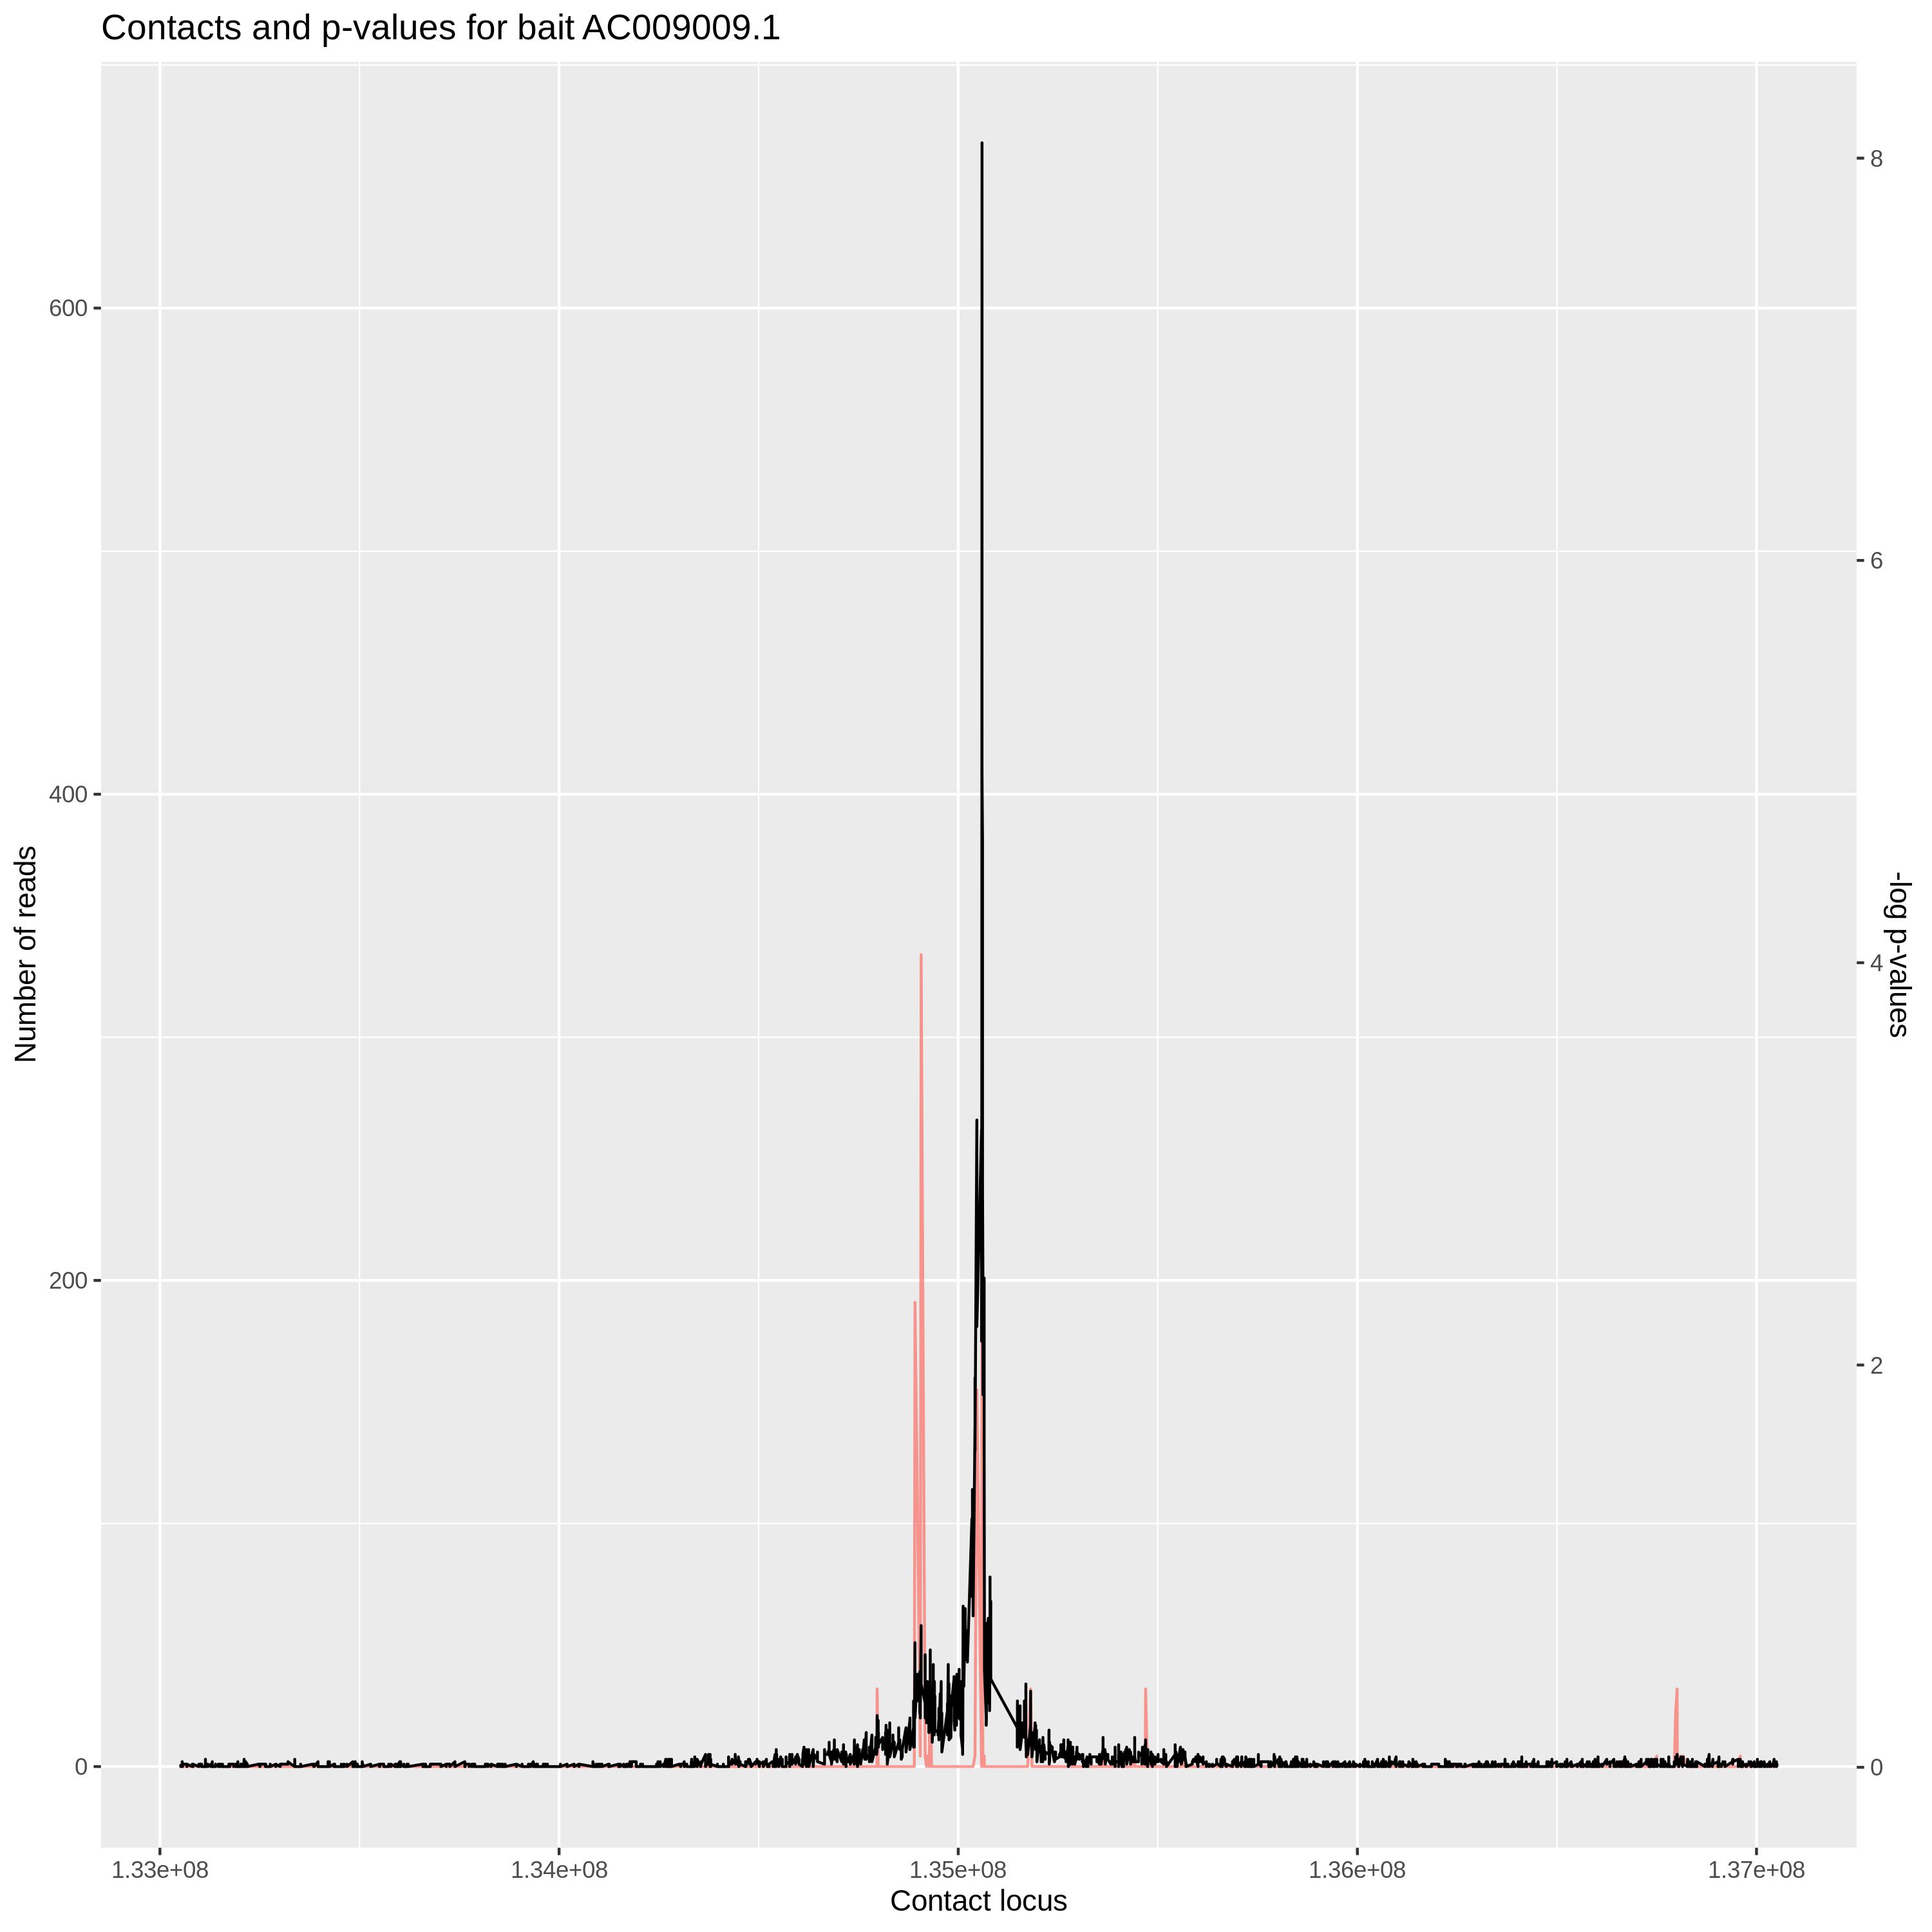 Contacts and p-values for bait AC009009.1
600
400
200
0
Number of reads
8
6
4
2
0
-log p-values
1.33e+08
1.34e+08
1.35e+08
1.36e+08
1.37e+08
Contact locus